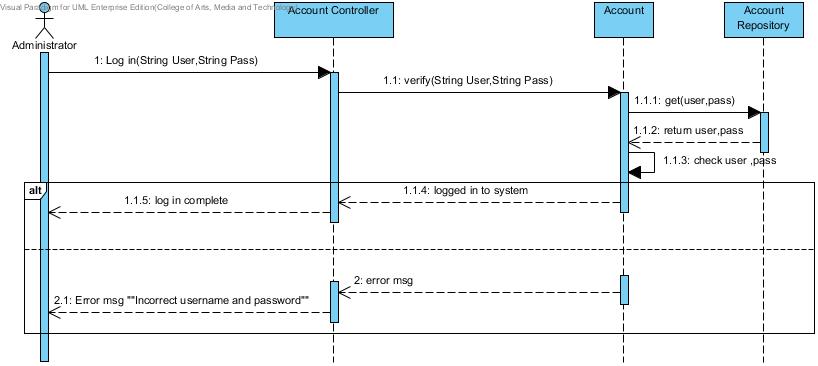 Visual Paradigm for UML Enterprise Edition(College of Arts, Media and Technology)
Account Controller
Account
Account
Repository
Administrator
1: Log in(String User,String Pass)
1.1: verify(String User,String Pass)
1.1.1: get(user,pass)
1.1.2: return user,pass
1.1.3: check user ,pass
alt
1.1.4: logged in to system
1.1.5: log in complete
2: error msg
2.1: Error msg ""Incorrect username and password""